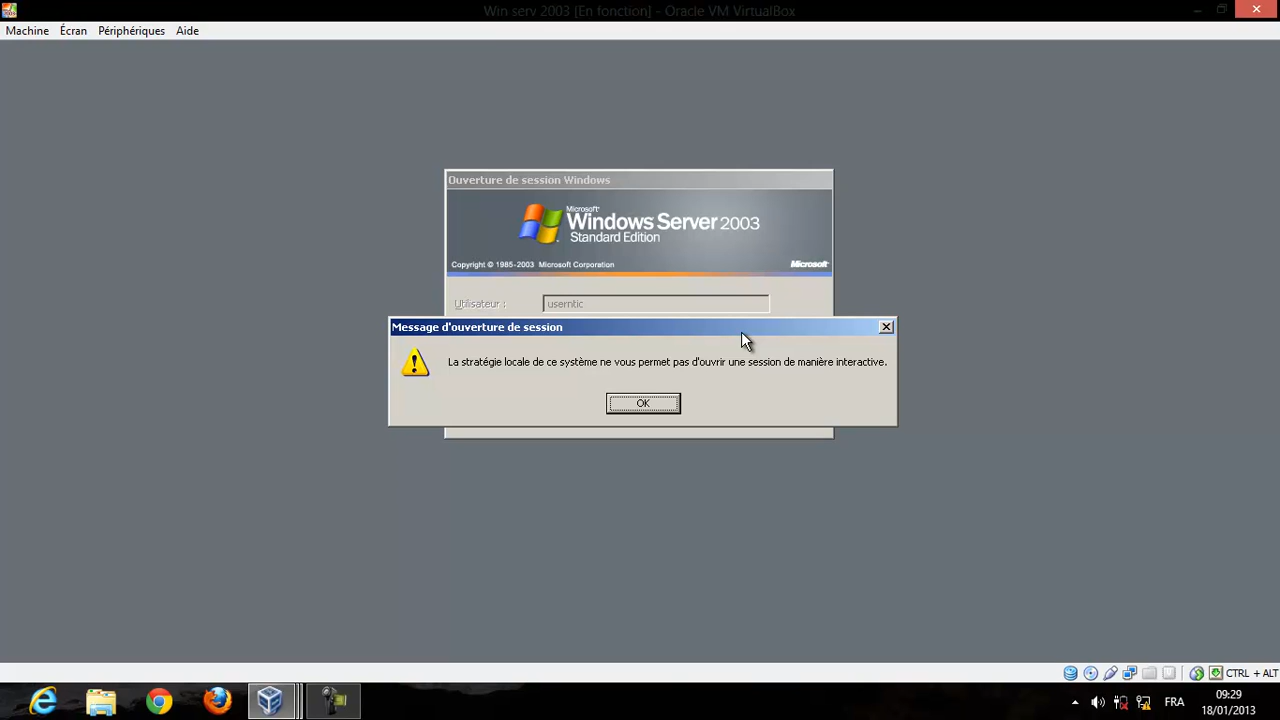 Win serv 2003 [En fonction] - Oracle VM VirtualBox
Machine Écran Périphériques Aide
Ouverture de session Windows
Microsoft®
Windows Server 2003
Standard Edition
Copyright © 1985-2003 Microsoft Corporation Microsoft
Utilisateur : userntic
Message d'ouverture de session
La stratégie locale de ce système ne vous permet pas d'ouvrir une session de manière interactive.
OK
CTRL + ALT
FRA
09:29
18/01/2013